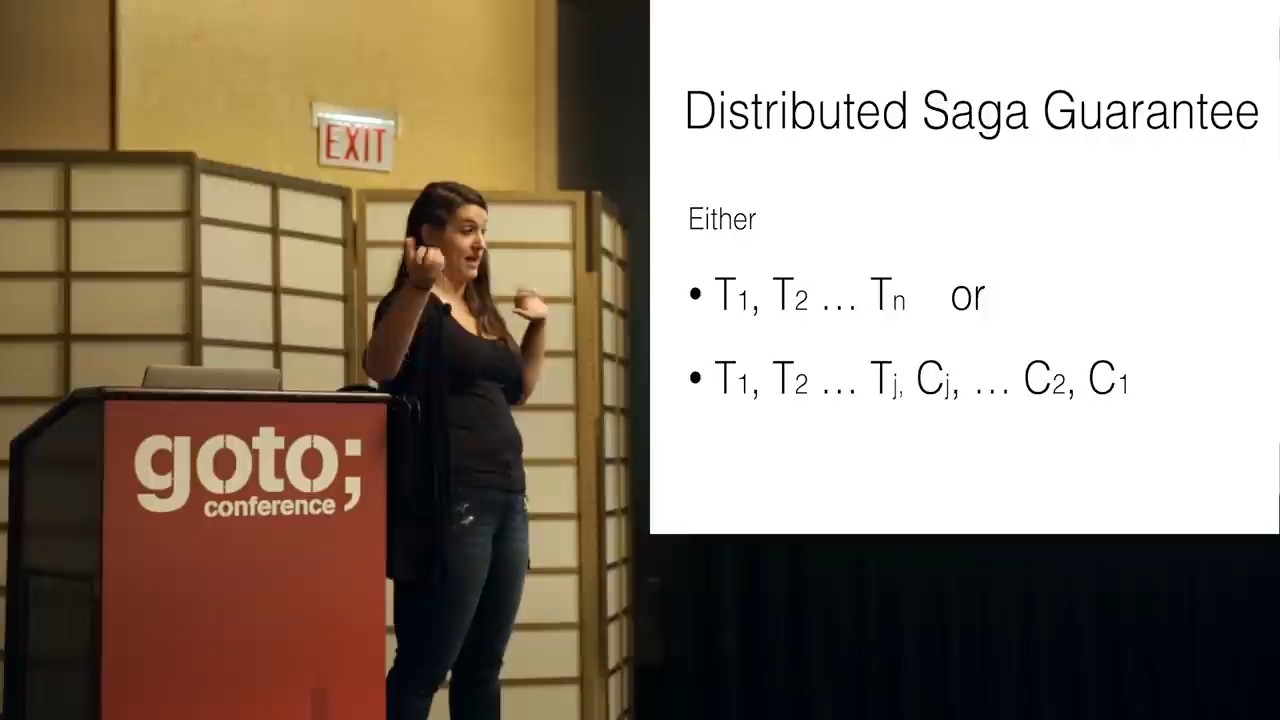 EXIT
goto;
conference
Distributed Saga Guarantee
Either
• T1, T2 … Tn or
• T1, T2 … Tj, Cj, … C2, C1